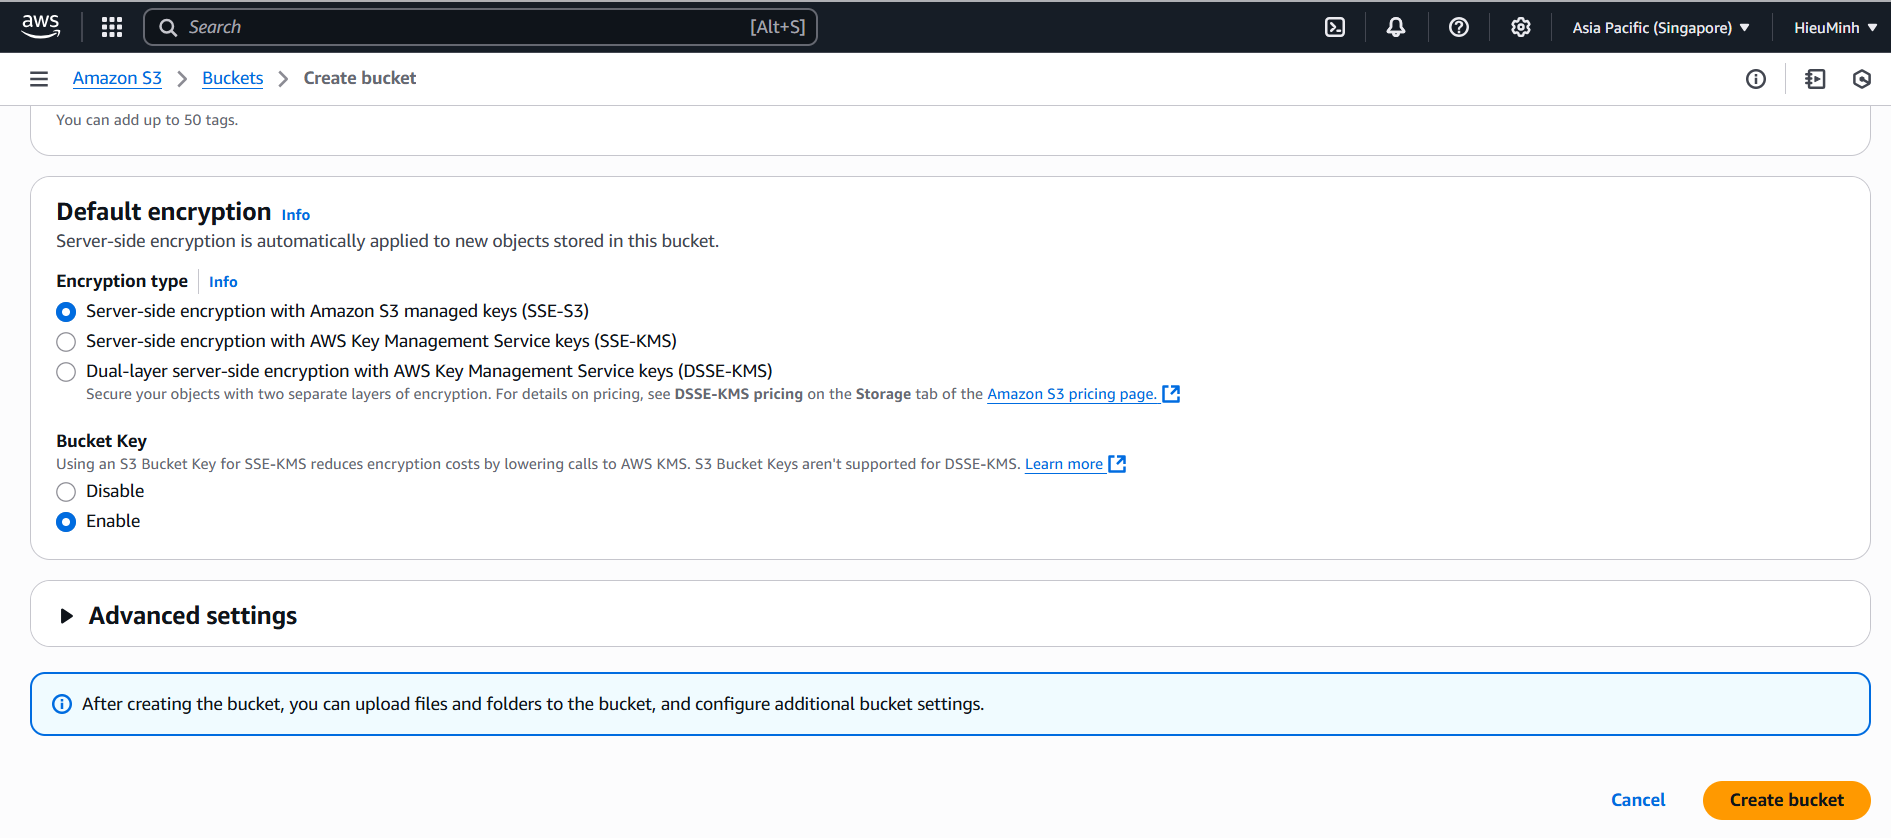 aws
Search
[Alt+S]
Asia Pacific (Singapore)
HieuMinh
Amazon S3
Buckets
Create bucket
You can add up to 50 tags.
Default encryption Info
Server-side encryption is automatically applied to new objects stored in this bucket.
Encryption type Info
Server-side encryption with Amazon S3 managed keys (SSE-S3)
Server-side encryption with AWS Key Management Service keys (SSE-KMS)
Dual-layer server-side encryption with AWS Key Management Service keys (DSSE-KMS)
Secure your objects with two separate layers of encryption. For details on pricing, see DSSE-KMS pricing on the Storage tab of the Amazon S3 pricing page.
Bucket Key
Using an S3 Bucket Key for SSE-KMS reduces encryption costs by lowering calls to AWS KMS. S3 Bucket Keys aren't supported for DSSE-KMS. Learn more
Disable
Enable
Advanced settings
After creating the bucket, you can upload files and folders to the bucket, and configure additional bucket settings.
Cancel
Create bucket